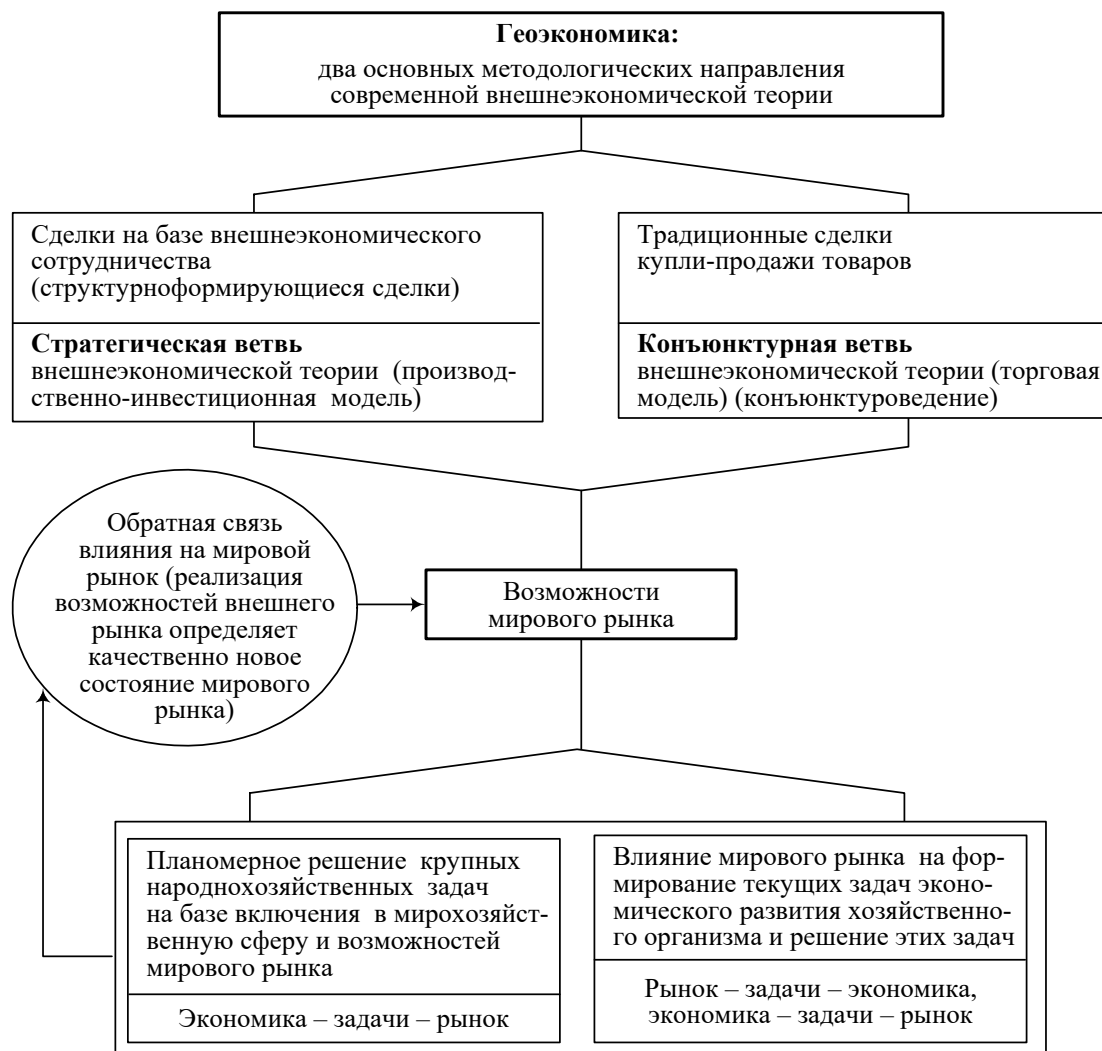 Геоэкономика:
два основных методологических направления
современной внешнеэкономической теории
Сделки на базе внешнеэкономического
сотрудничества
(структурноформирующиеся сделки)
Стратегическая ветвь
внешнеэкономической теории (производ-
ственно-инвестиционная модель)
Традиционные сделки
купли-продажи товаров
Конъюнктурная ветвь
внешнеэкономической теории (торговая
модель) (конъюнктуроведение)
Обратная связь
влияния на мировой
рынок (реализация
возможностей внешнего
рынка определяет
качественно новое
состояние мирового
рынка)
Возможности
мирового рынка
Планомерное решение крупных
народнохозяйственных задач
на базе включения в мирохозяйст-
венную сферу и возможностей
мирового рынка
Экономика – задачи – рынок
Влияние мирового рынка на фор-
мирование текущих задач эконо-
мического развития хозяйственно-
го организма и решение этих задач
Рынок – задачи – экономика,
экономика – задачи – рынок